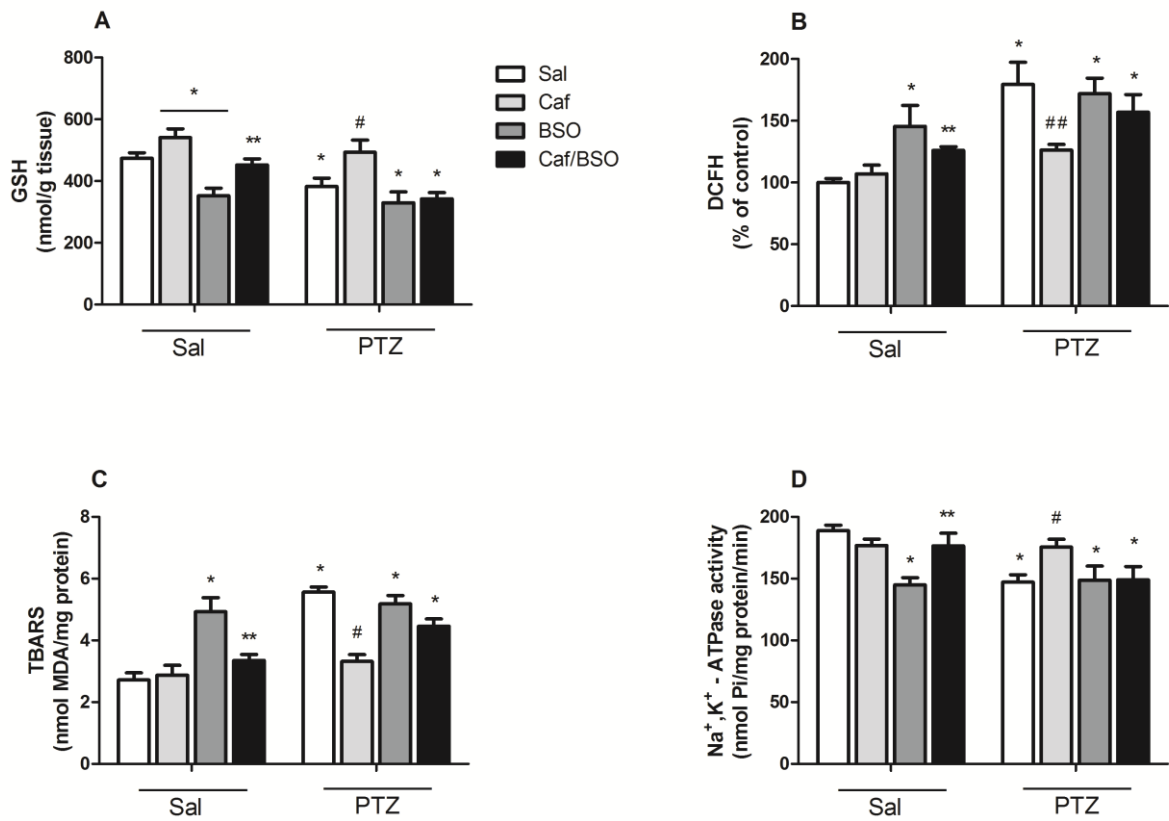 A
GSH
(nmol/g tissue)
800
600
400
200
0
*
**
*
#
*
*
Sal
PTZ
Sal
Caf
BSO
Caf/BSO
B
DCFH
(% of control)
200
150
100
50
0
*
**
*
##
*
*
Sal
PTZ
C
TBARS
(nmol MDA/mg protein)
8
6
4
2
0
*
**
*
#
*
*
Sal
PTZ
D
Na⁺,K⁺ - ATPase activity
(nmol Pi/mg protein/min)
200
150
100
50
0
*
**
*
#
*
*
Sal
PTZ